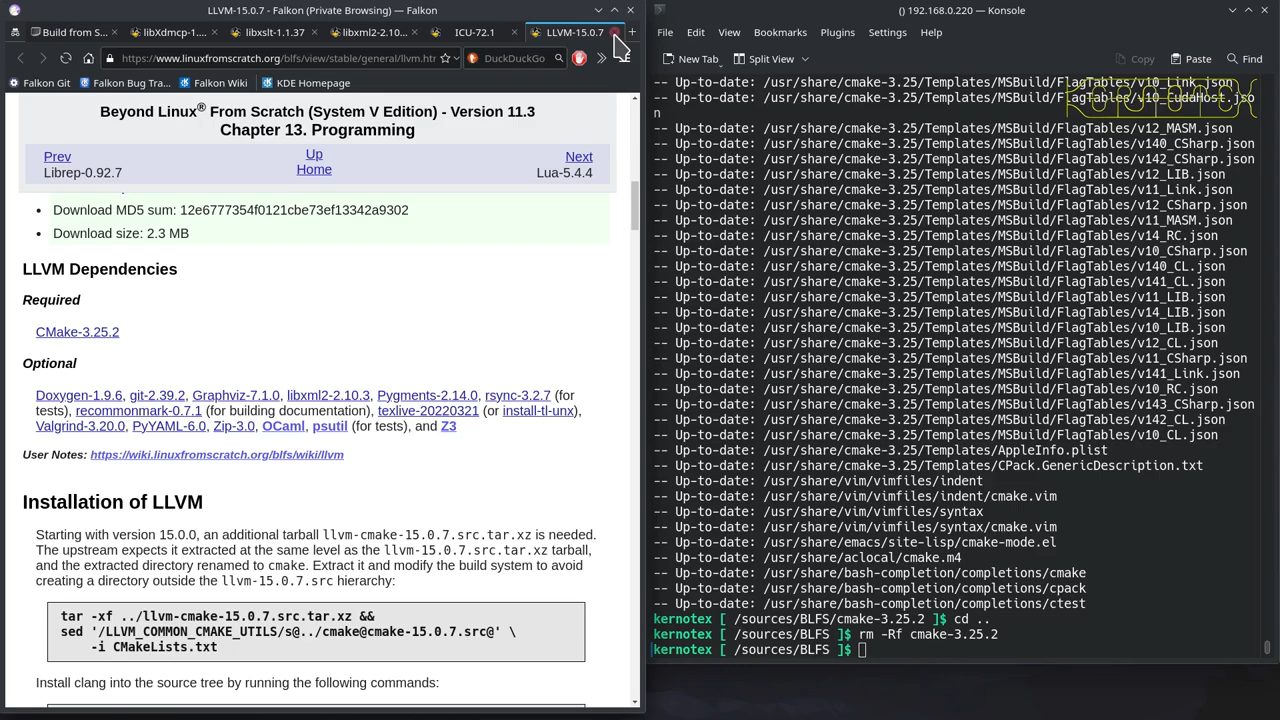 LLVM-15.0.7 - Falkon (Private Browsing) — Falkon
Build from S...
libXdmcp-1....
libxslt-1.1.37
libxml2-2.10...
ICU-72.1
LLVM-15.0.7
https://www.linuxfromscratch.org/blfs/view/stable/general/llvm.htm
DuckDuckGo
Falkon Git
Falkon Bug Tra...
Falkon Wiki
KDE Homepage
Beyond Linux® From Scratch (System V Edition) - Version 11.3
Chapter 13. Programming
Prev
Up
Next
Librep-0.92.7
Home
Lua-5.4.4
Download MD5 sum: 12e6777354f0121cbe73ef13342a9302
Download size: 2.3 MB
LLVM Dependencies
Required
CMake-3.25.2
Optional
Doxygen-1.9.6, git-2.39.2, Graphviz-7.1.0, libxml2-2.10.3, Pygments-2.14.0, rsync-3.2.7 (for
tests), recommonmark-0.7.1 (for building documentation), texlive-20220321 (or install-tl-unx),
Valgrind-3.20.0, PyYAML-6.0, Zip-3.0, OCaml, psutil (for tests), and Z3
User Notes: https://wiki.linuxfromscratch.org/blfs/wiki/llvm
Installation of LLVM
Starting with version 15.0.0, an additional tarball llvm-cmake-15.0.7.src.tar.xz is needed.
The upstream expects it extracted at the same level as the llvm-15.0.7.src.tar.xz tarball,
and the extracted directory renamed to cmake. Extract it and modify the build system to avoid
creating a directory outside the llvm-15.0.7.src hierarchy:
tar -xf ../llvm-cmake-15.0.7.src.tar.xz &&
sed '/LLVM_COMMON_CMAKE_UTILS/s@../cmake@cmake-15.0.7.src@' \
-i CMakeLists.txt
Install clang into the source tree by running the following commands:
() 192.168.0.220 — Konsole
File Edit View Bookmarks Plugins Settings Help
New Tab
Split View
Copy
Paste
Find
-- Up-to-date: /usr/share/cmake-3.25/Templates/MSBuild/FlagTables/v10_Link.json
-- Up-to-date: /usr/share/cmake-3.25/Templates/MSBuild/FlagTables/v10_CudaHost.jso
n
-- Up-to-date: /usr/share/cmake-3.25/Templates/MSBuild/FlagTables/v12_MASM.json
-- Up-to-date: /usr/share/cmake-3.25/Templates/MSBuild/FlagTables/v140_CSharp.json
-- Up-to-date: /usr/share/cmake-3.25/Templates/MSBuild/FlagTables/v142_CSharp.json
-- Up-to-date: /usr/share/cmake-3.25/Templates/MSBuild/FlagTables/v12_LIB.json
-- Up-to-date: /usr/share/cmake-3.25/Templates/MSBuild/FlagTables/v11_Link.json
-- Up-to-date: /usr/share/cmake-3.25/Templates/MSBuild/FlagTables/v12_CSharp.json
-- Up-to-date: /usr/share/cmake-3.25/Templates/MSBuild/FlagTables/v11_MASM.json
-- Up-to-date: /usr/share/cmake-3.25/Templates/MSBuild/FlagTables/v14_RC.json
-- Up-to-date: /usr/share/cmake-3.25/Templates/MSBuild/FlagTables/v10_CSharp.json
-- Up-to-date: /usr/share/cmake-3.25/Templates/MSBuild/FlagTables/v140_CL.json
-- Up-to-date: /usr/share/cmake-3.25/Templates/MSBuild/FlagTables/v141_CL.json
-- Up-to-date: /usr/share/cmake-3.25/Templates/MSBuild/FlagTables/v11_LIB.json
-- Up-to-date: /usr/share/cmake-3.25/Templates/MSBuild/FlagTables/v14_LIB.json
-- Up-to-date: /usr/share/cmake-3.25/Templates/MSBuild/FlagTables/v10_LIB.json
-- Up-to-date: /usr/share/cmake-3.25/Templates/MSBuild/FlagTables/v12_CL.json
-- Up-to-date: /usr/share/cmake-3.25/Templates/MSBuild/FlagTables/v11_CSharp.json
-- Up-to-date: /usr/share/cmake-3.25/Templates/MSBuild/FlagTables/v141_Link.json
-- Up-to-date: /usr/share/cmake-3.25/Templates/MSBuild/FlagTables/v10_RC.json
-- Up-to-date: /usr/share/cmake-3.25/Templates/MSBuild/FlagTables/v143_CSharp.json
-- Up-to-date: /usr/share/cmake-3.25/Templates/MSBuild/FlagTables/v142_CL.json
-- Up-to-date: /usr/share/cmake-3.25/Templates/MSBuild/FlagTables/v10_CL.json
-- Up-to-date: /usr/share/cmake-3.25/Templates/AppleInfo.plist
-- Up-to-date: /usr/share/cmake-3.25/Templates/CPack.GenericDescription.txt
-- Up-to-date: /usr/share/vim/vimfiles/indent
-- Up-to-date: /usr/share/vim/vimfiles/indent/cmake.vim
-- Up-to-date: /usr/share/vim/vimfiles/syntax
-- Up-to-date: /usr/share/vim/vimfiles/syntax/cmake.vim
-- Up-to-date: /usr/share/emacs/site-lisp/cmake-mode.el
-- Up-to-date: /usr/share/aclocal/cmake.m4
-- Up-to-date: /usr/share/bash-completion/completions/cmake
-- Up-to-date: /usr/share/bash-completion/completions/cpack
-- Up-to-date: /usr/share/bash-completion/completions/ctest
kernotex [ /sources/BLFS/cmake-3.25.2 ]$ cd ..
kernotex [ /sources/BLFS ]$ rm -Rf cmake-3.25.2
kernotex [ /sources/BLFS ]$